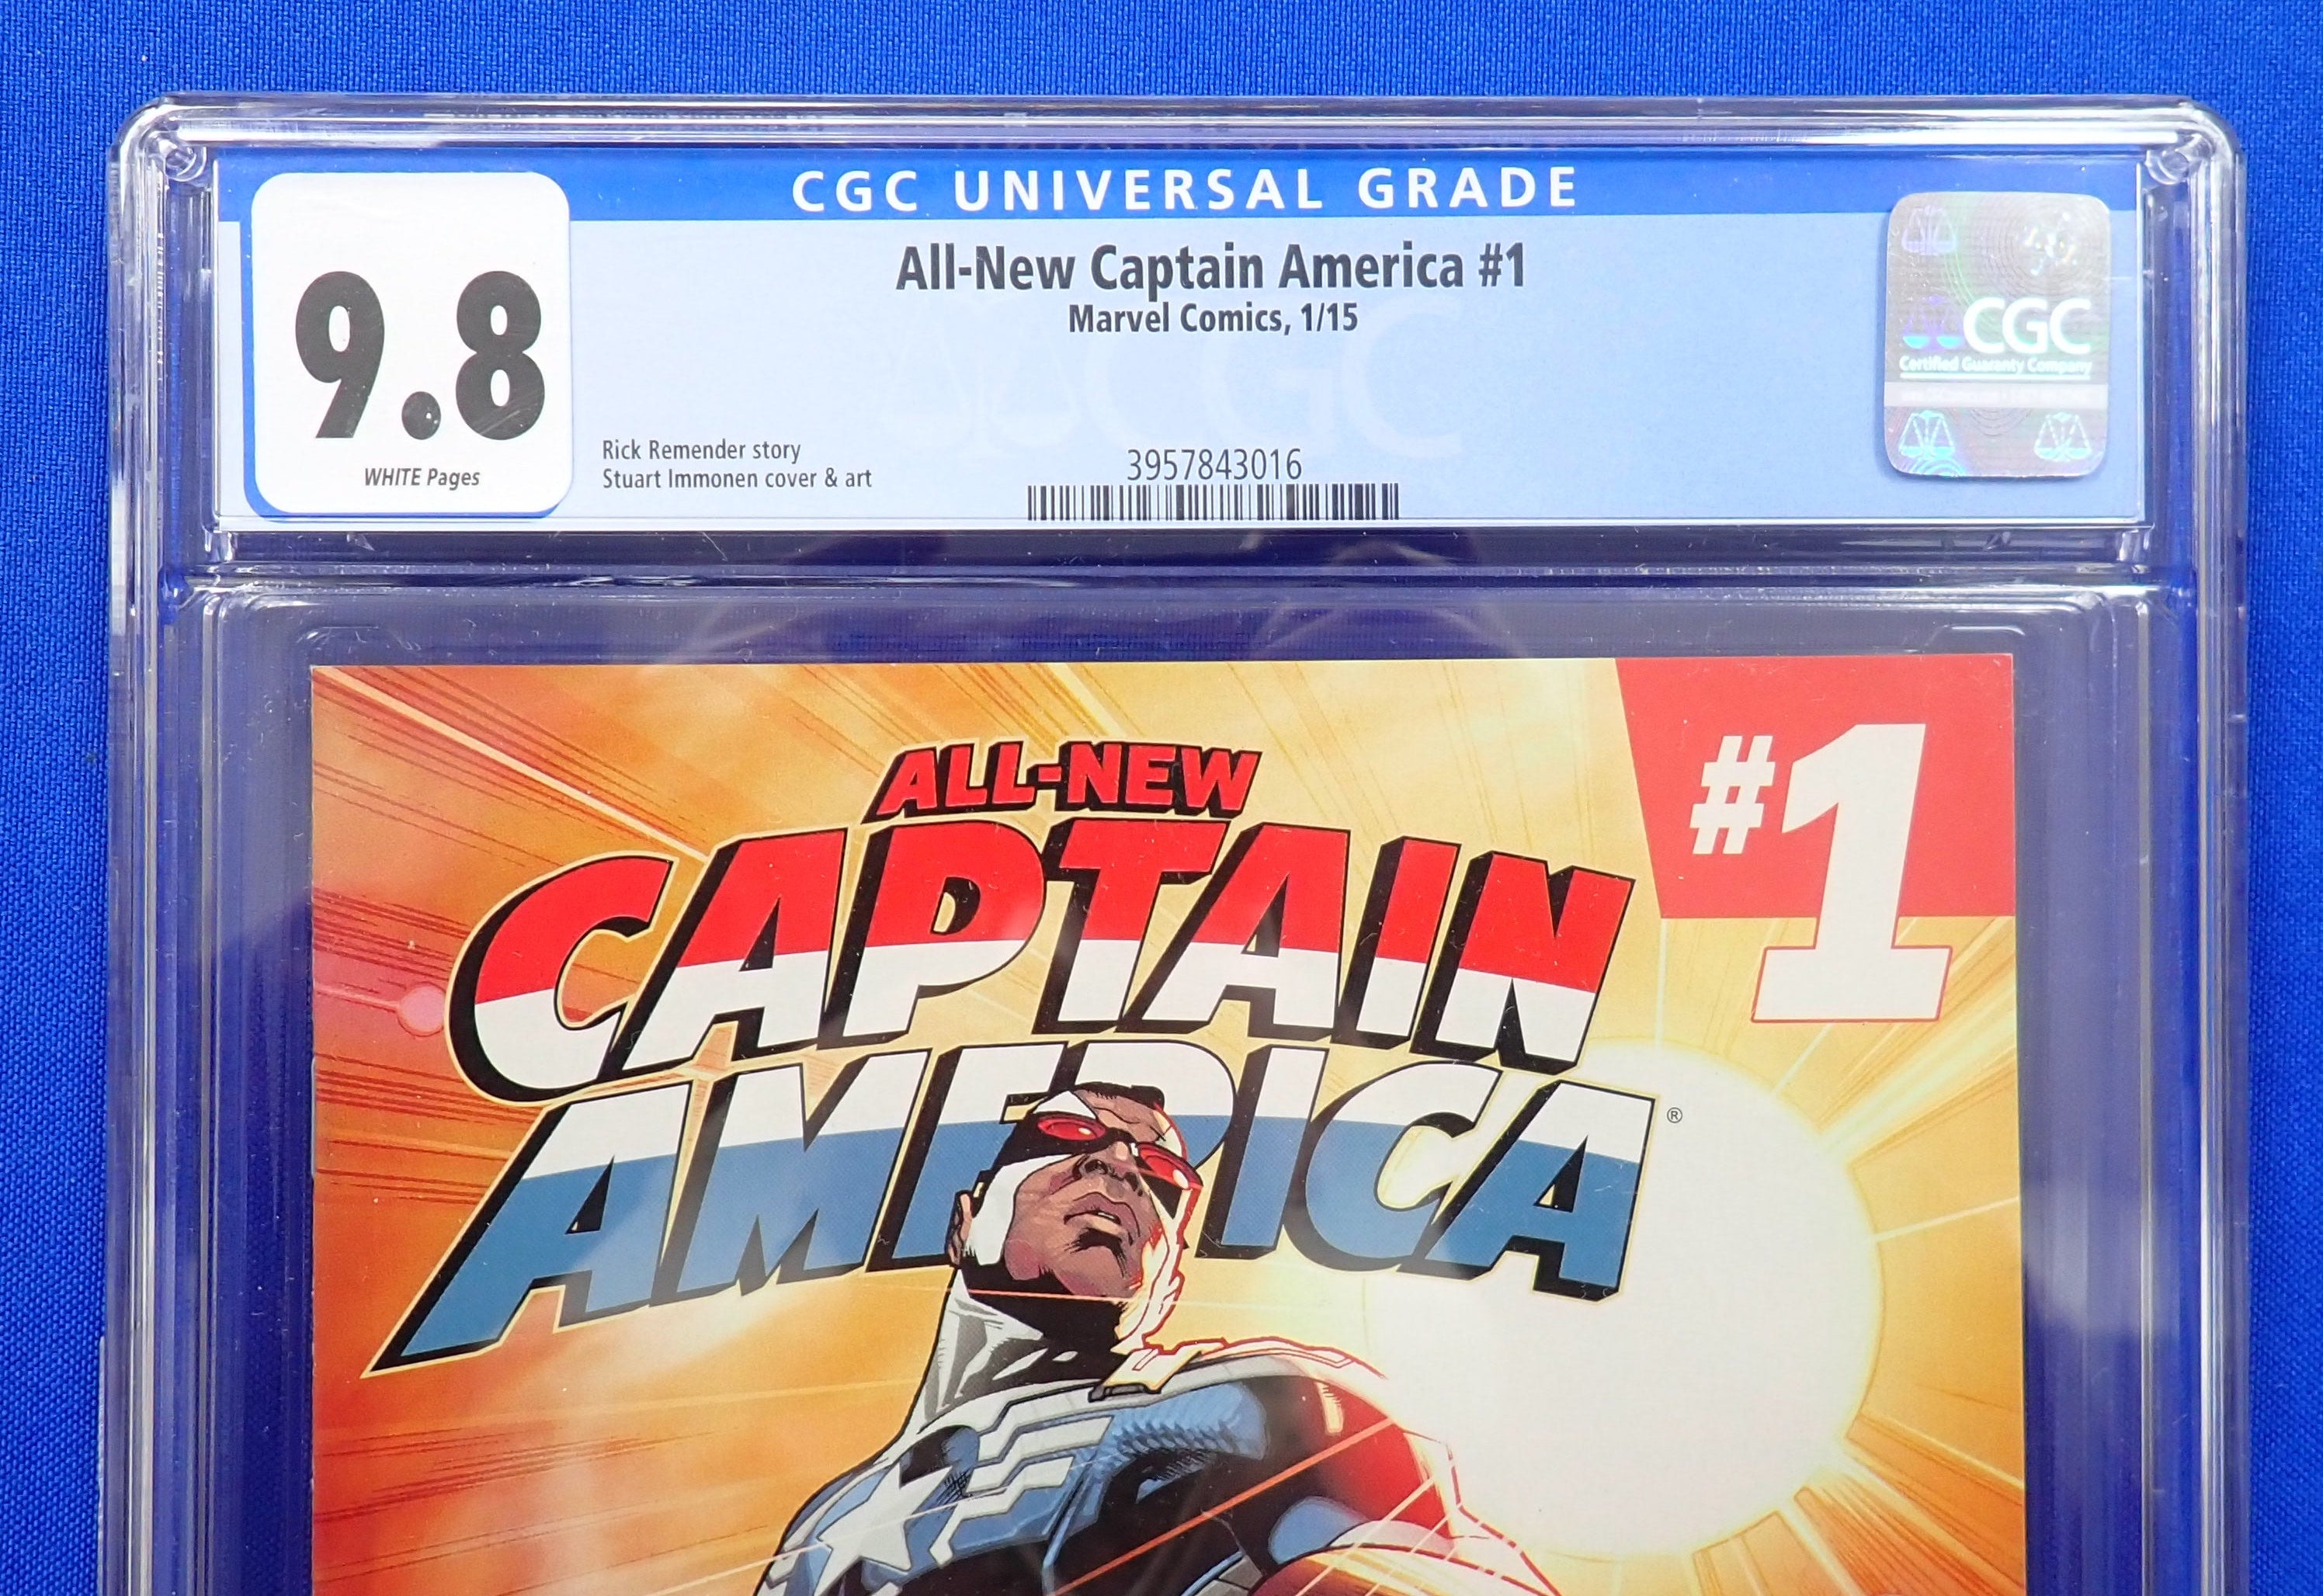 CGC UNIVERSAL GRADE
9.8
WHITE Pages
All-New Captain America #1
Marvel Comics, 1/15
Rick Remender story
Stuart Immonen cover & art
3957843016
CGC
CGC
Certified Guaranty Company
#1
ALL-NEW
CAPTAIN
AMERICA®